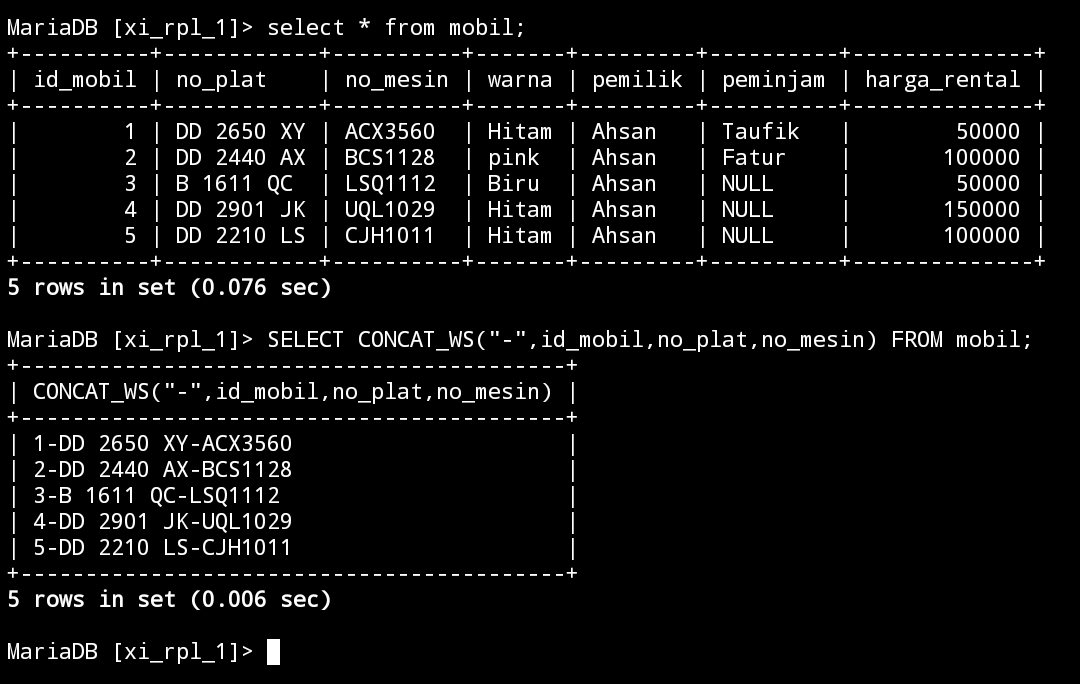 MariaDB [xi_rpl_1]> select * from mobil;
+----------+------------+----------+-------+---------+----------+--------------+
| id_mobil | no_plat    | no_mesin | warna | pemilik | peminjam | harga_rental |
+----------+------------+----------+-------+---------+----------+--------------+
|        1 | DD 2650 XY | ACX3560  | Hitam | Ahsan   | Taufik   |        50000 |
|        2 | DD 2440 AX | BCS1128  | pink  | Ahsan   | Fatur    |       100000 |
|        3 | B 1611 QC  | LSQ1112  | Biru  | Ahsan   | NULL     |        50000 |
|        4 | DD 2901 JK | UQL1029  | Hitam | Ahsan   | NULL     |       150000 |
|        5 | DD 2210 LS | CJH1011  | Hitam | Ahsan   | NULL     |       100000 |
+----------+------------+----------+-------+---------+----------+--------------+
5 rows in set (0.076 sec)
MariaDB [xi_rpl_1]> SELECT CONCAT_WS("-",id_mobil,no_plat,no_mesin) FROM mobil;
+------------------------------------------+
| CONCAT_WS("-",id_mobil,no_plat,no_mesin) |
+------------------------------------------+
| 1-DD 2650 XY-ACX3560                     |
| 2-DD 2440 AX-BCS1128                     |
| 3-B 1611 QC-LSQ1112                      |
| 4-DD 2901 JK-UQL1029                     |
| 5-DD 2210 LS-CJH1011                     |
+------------------------------------------+
5 rows in set (0.006 sec)
MariaDB [xi_rpl_1]>